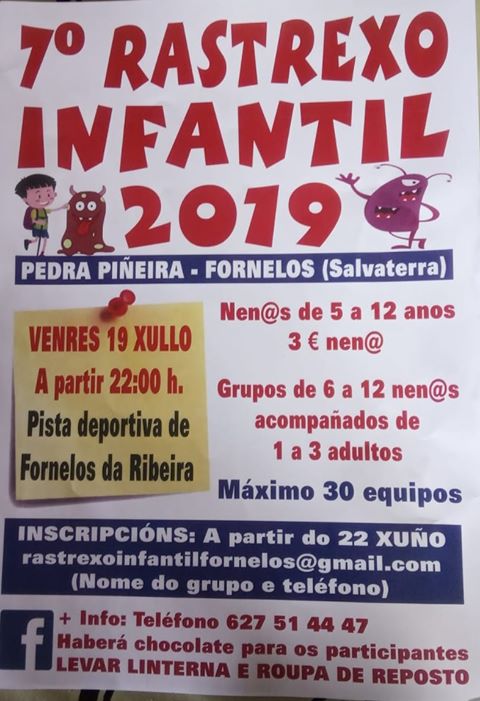 7º RASTREXO
INFANTIL
2019
PEDRA PIÑEIRA - FORNELOS (Salvaterra)
VENRES 19 XULLO
A partir 22:00 h.
Pista deportiva de
Fornelos da Ribeira
Nen@s de 5 a 12 anos
3 € nen@
Grupos de 6 a 12 nen@s
acompañados de
1 a 3 adultos
Máximo 30 equipos
INSCRIPCIÓNS: A partir do 22 XUÑO
rastrexoinfantilfornelos@gmail.com
(Nome do grupo e teléfono)
f
+ Info: Teléfono 627 51 44 47
Haberá chocolate para os participantes
LEVAR LINTERNA E ROUPA DE REPOSTO